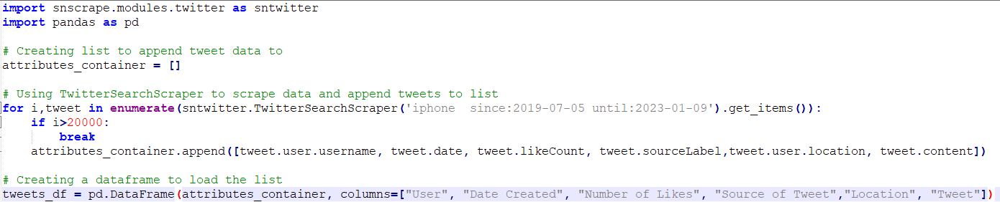 import snscrape.modules.twitter as sntwitter
import pandas as pd
# Creating list to append tweet data to
attributes_container = []
# Using TwitterSearchScraper to scrape data and append tweets to list
for i,tweet in enumerate(sntwitter.TwitterSearchScraper('iphone  since:2019-07-05 until:2023-01-09').get_items()):
    if i>20000:
        break
    attributes_container.append([tweet.user.username, tweet.date, tweet.likeCount, tweet.sourceLabel,tweet.user.location, tweet.content])
# Creating a dataframe to load the list
tweets_df = pd.DataFrame(attributes_container, columns=["User", "Date Created", "Number of Likes", "Source of Tweet","Location", "Tweet"])